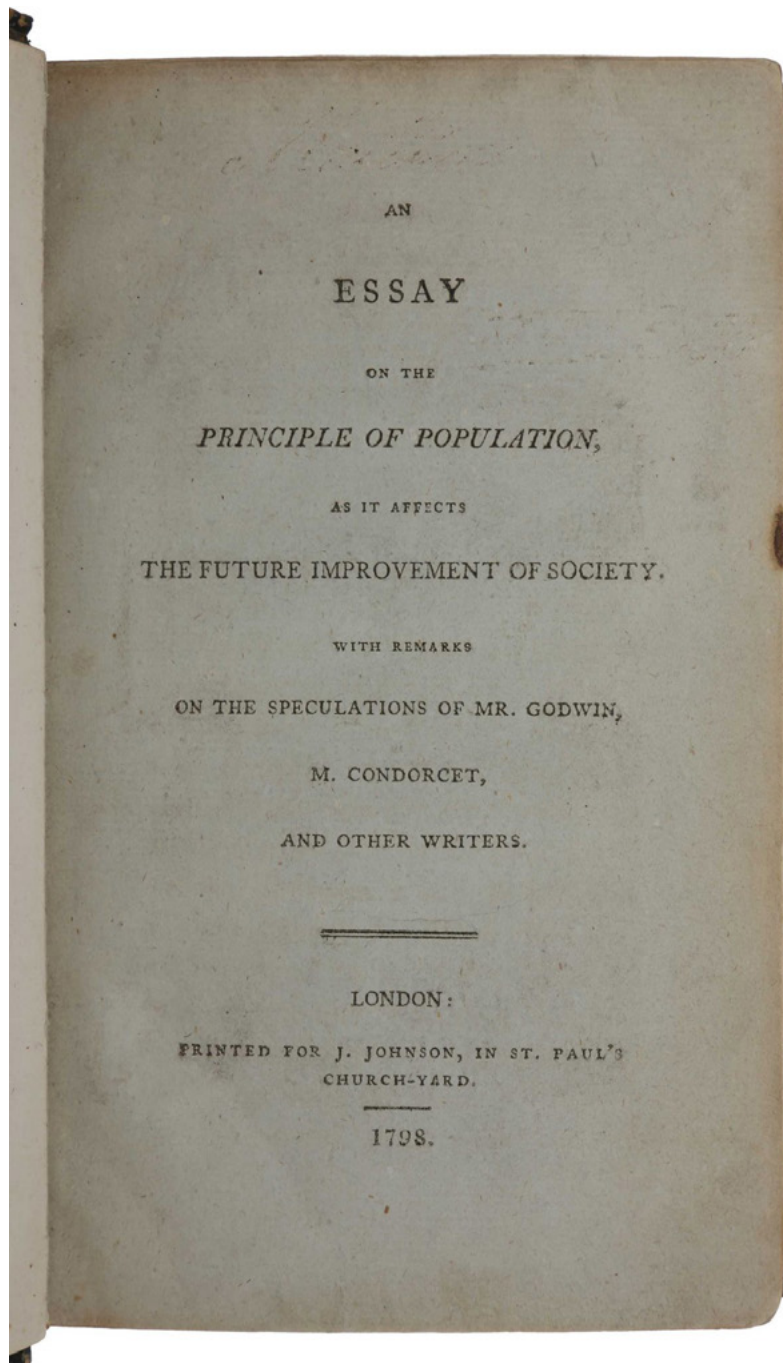 AN
ESSAY
ON THE
PRINCIPLE OF POPULATION,
AS IT AFFECTS
THE FUTURE IMPROVEMENT OF SOCIETY.
WITH REMARKS
ON THE SPECULATIONS OF MR. GODWIN,
M. CONDORCET,
AND OTHER WRITERS.
LONDON:
PRINTED FOR J. JOHNSON, IN ST. PAUL'S
CHURCH-YARD.
1798.